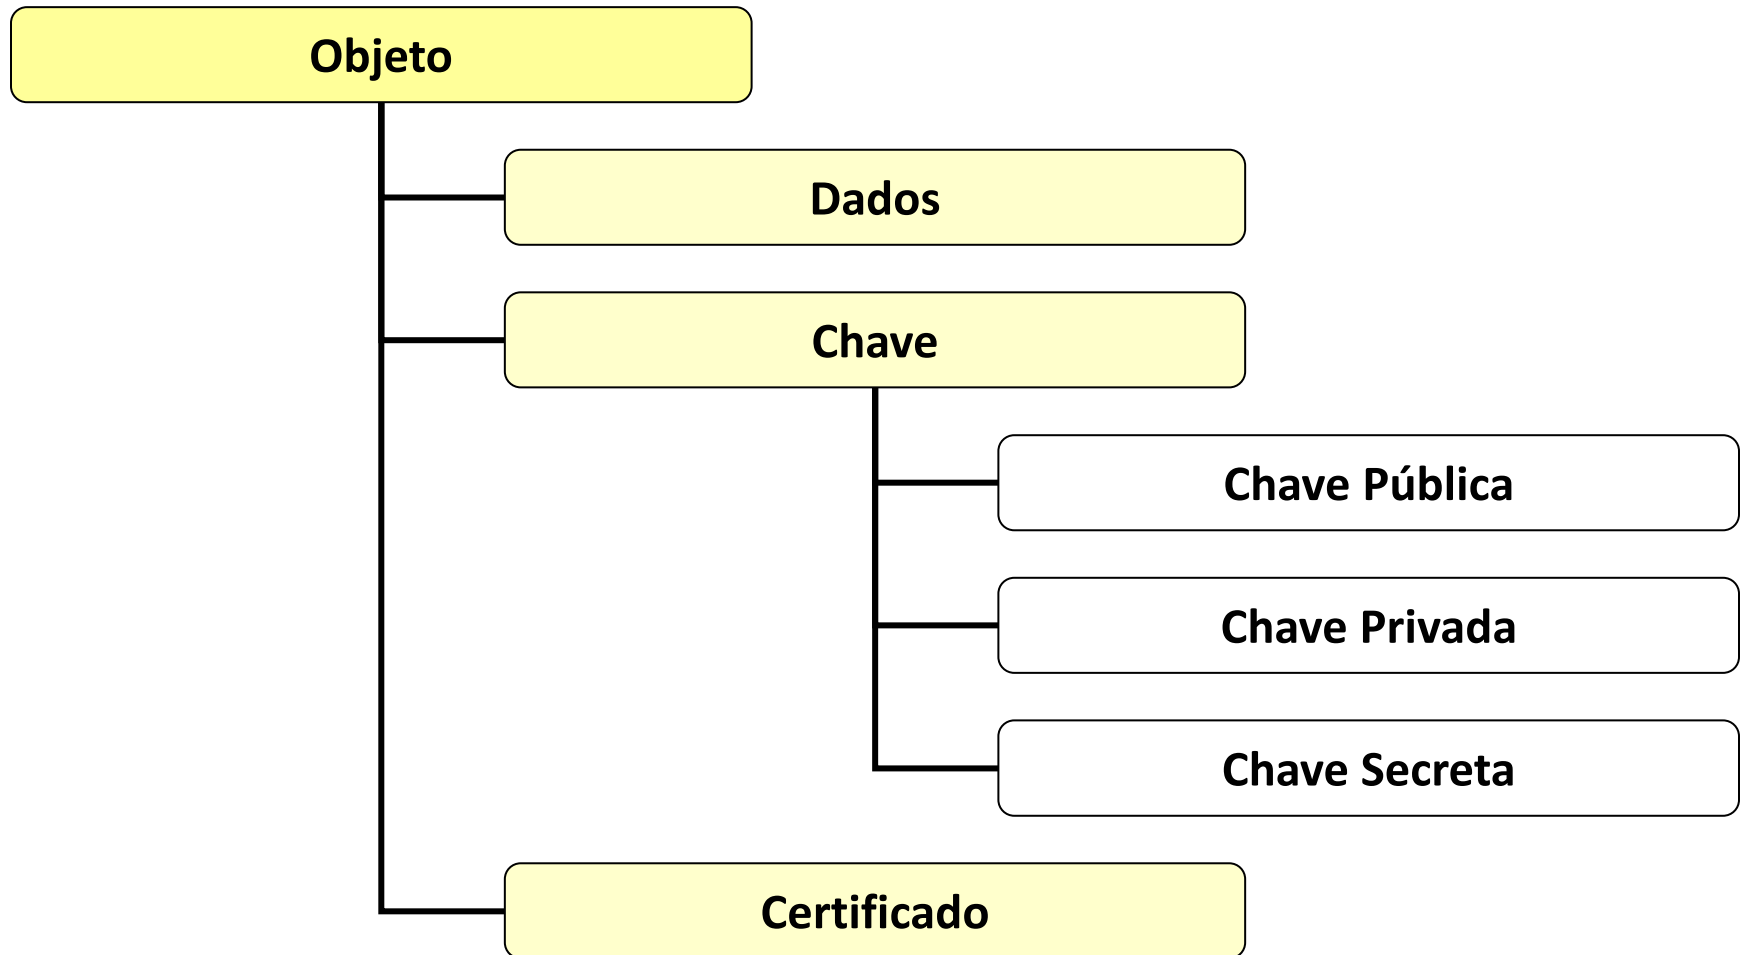 Objeto
Dados
Chave
Chave Pública
Chave Privada
Chave Secreta
Certificado